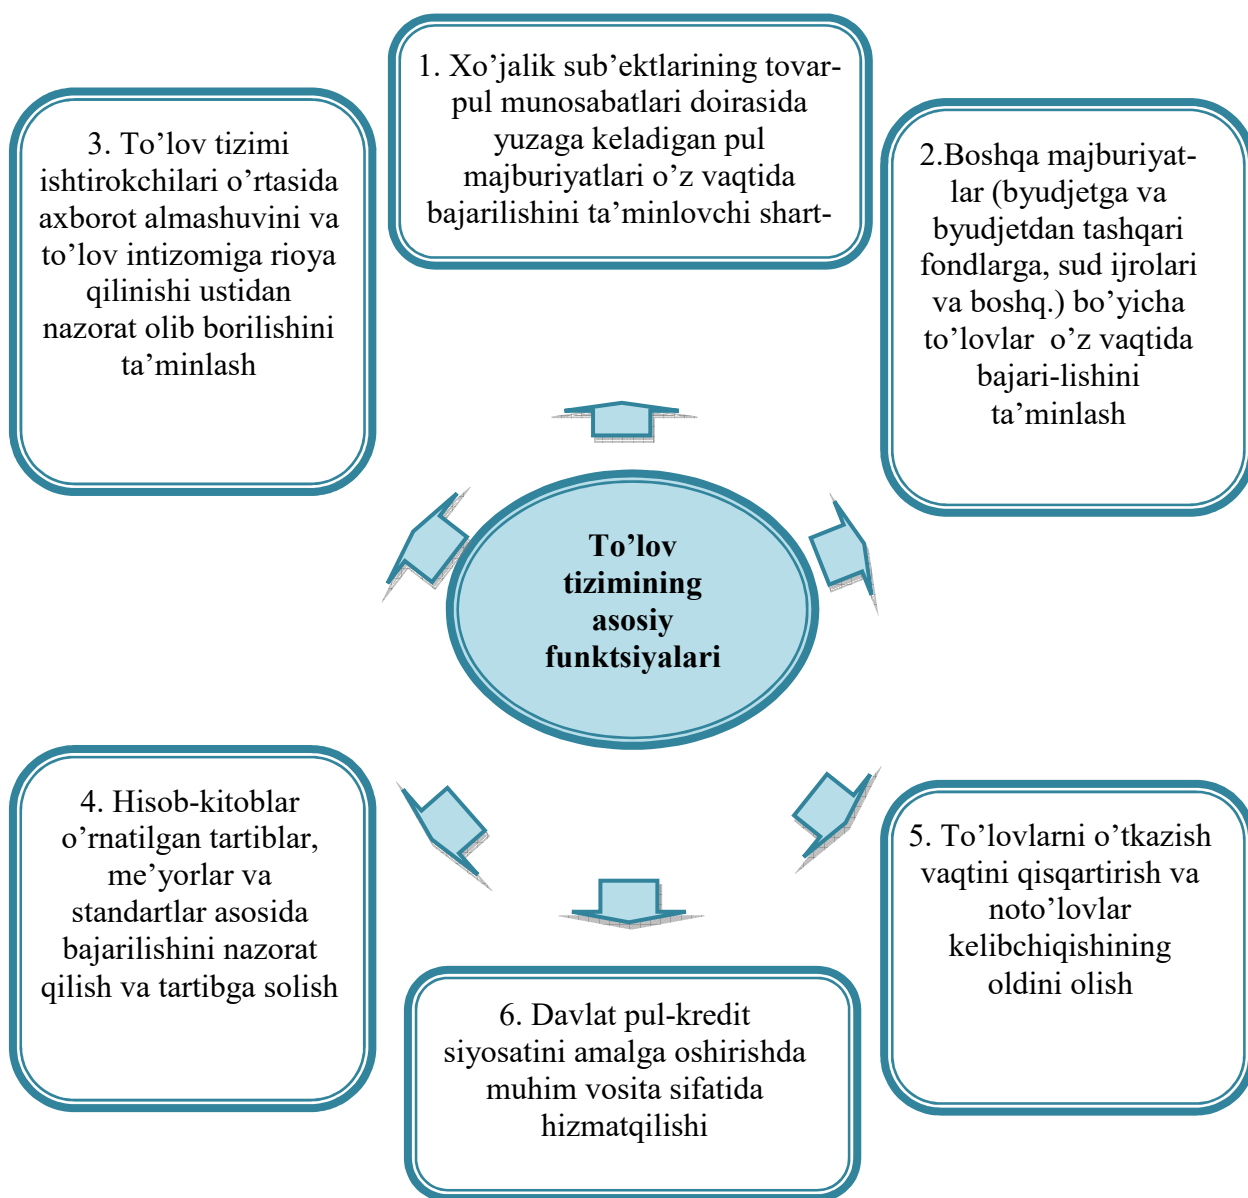 1. Xo’jalik sub’ektlarining tovar-
pul munosabatlari doirasida
yuzaga keladigan pul
majburiyatlari o’z vaqtida
bajarilishini ta’minlovchi shart-
3. To’lov tizimi
ishtirokchilari o’rtasida
axborot almashuvini va
to’lov intizomiga rioya
qilinishi ustidan
nazorat olib borilishini
ta’minlash
2.Boshqa majburiyat-
lar (byudjetga va
byudjetdan tashqari
fondlarga, sud ijrolari
va boshq.) bo’yicha
to’lovlar o’z vaqtida
bajari-lishini
ta’minlash
To’lov
tizimining
asosiy
funktsiyalari
4. Hisob-kitoblar
o’rnatilgan tartiblar,
me’yorlar va
standartlar asosida
bajarilishini nazorat
qilish va tartibga solish
5. To’lovlarni o’tkazish
vaqtini qisqartirish va
noto’lovlar
kelibchiqishining
oldini olish
6. Davlat pul-kredit
siyosatini amalga oshirishda
muhim vosita sifatida
hizmatqilishi